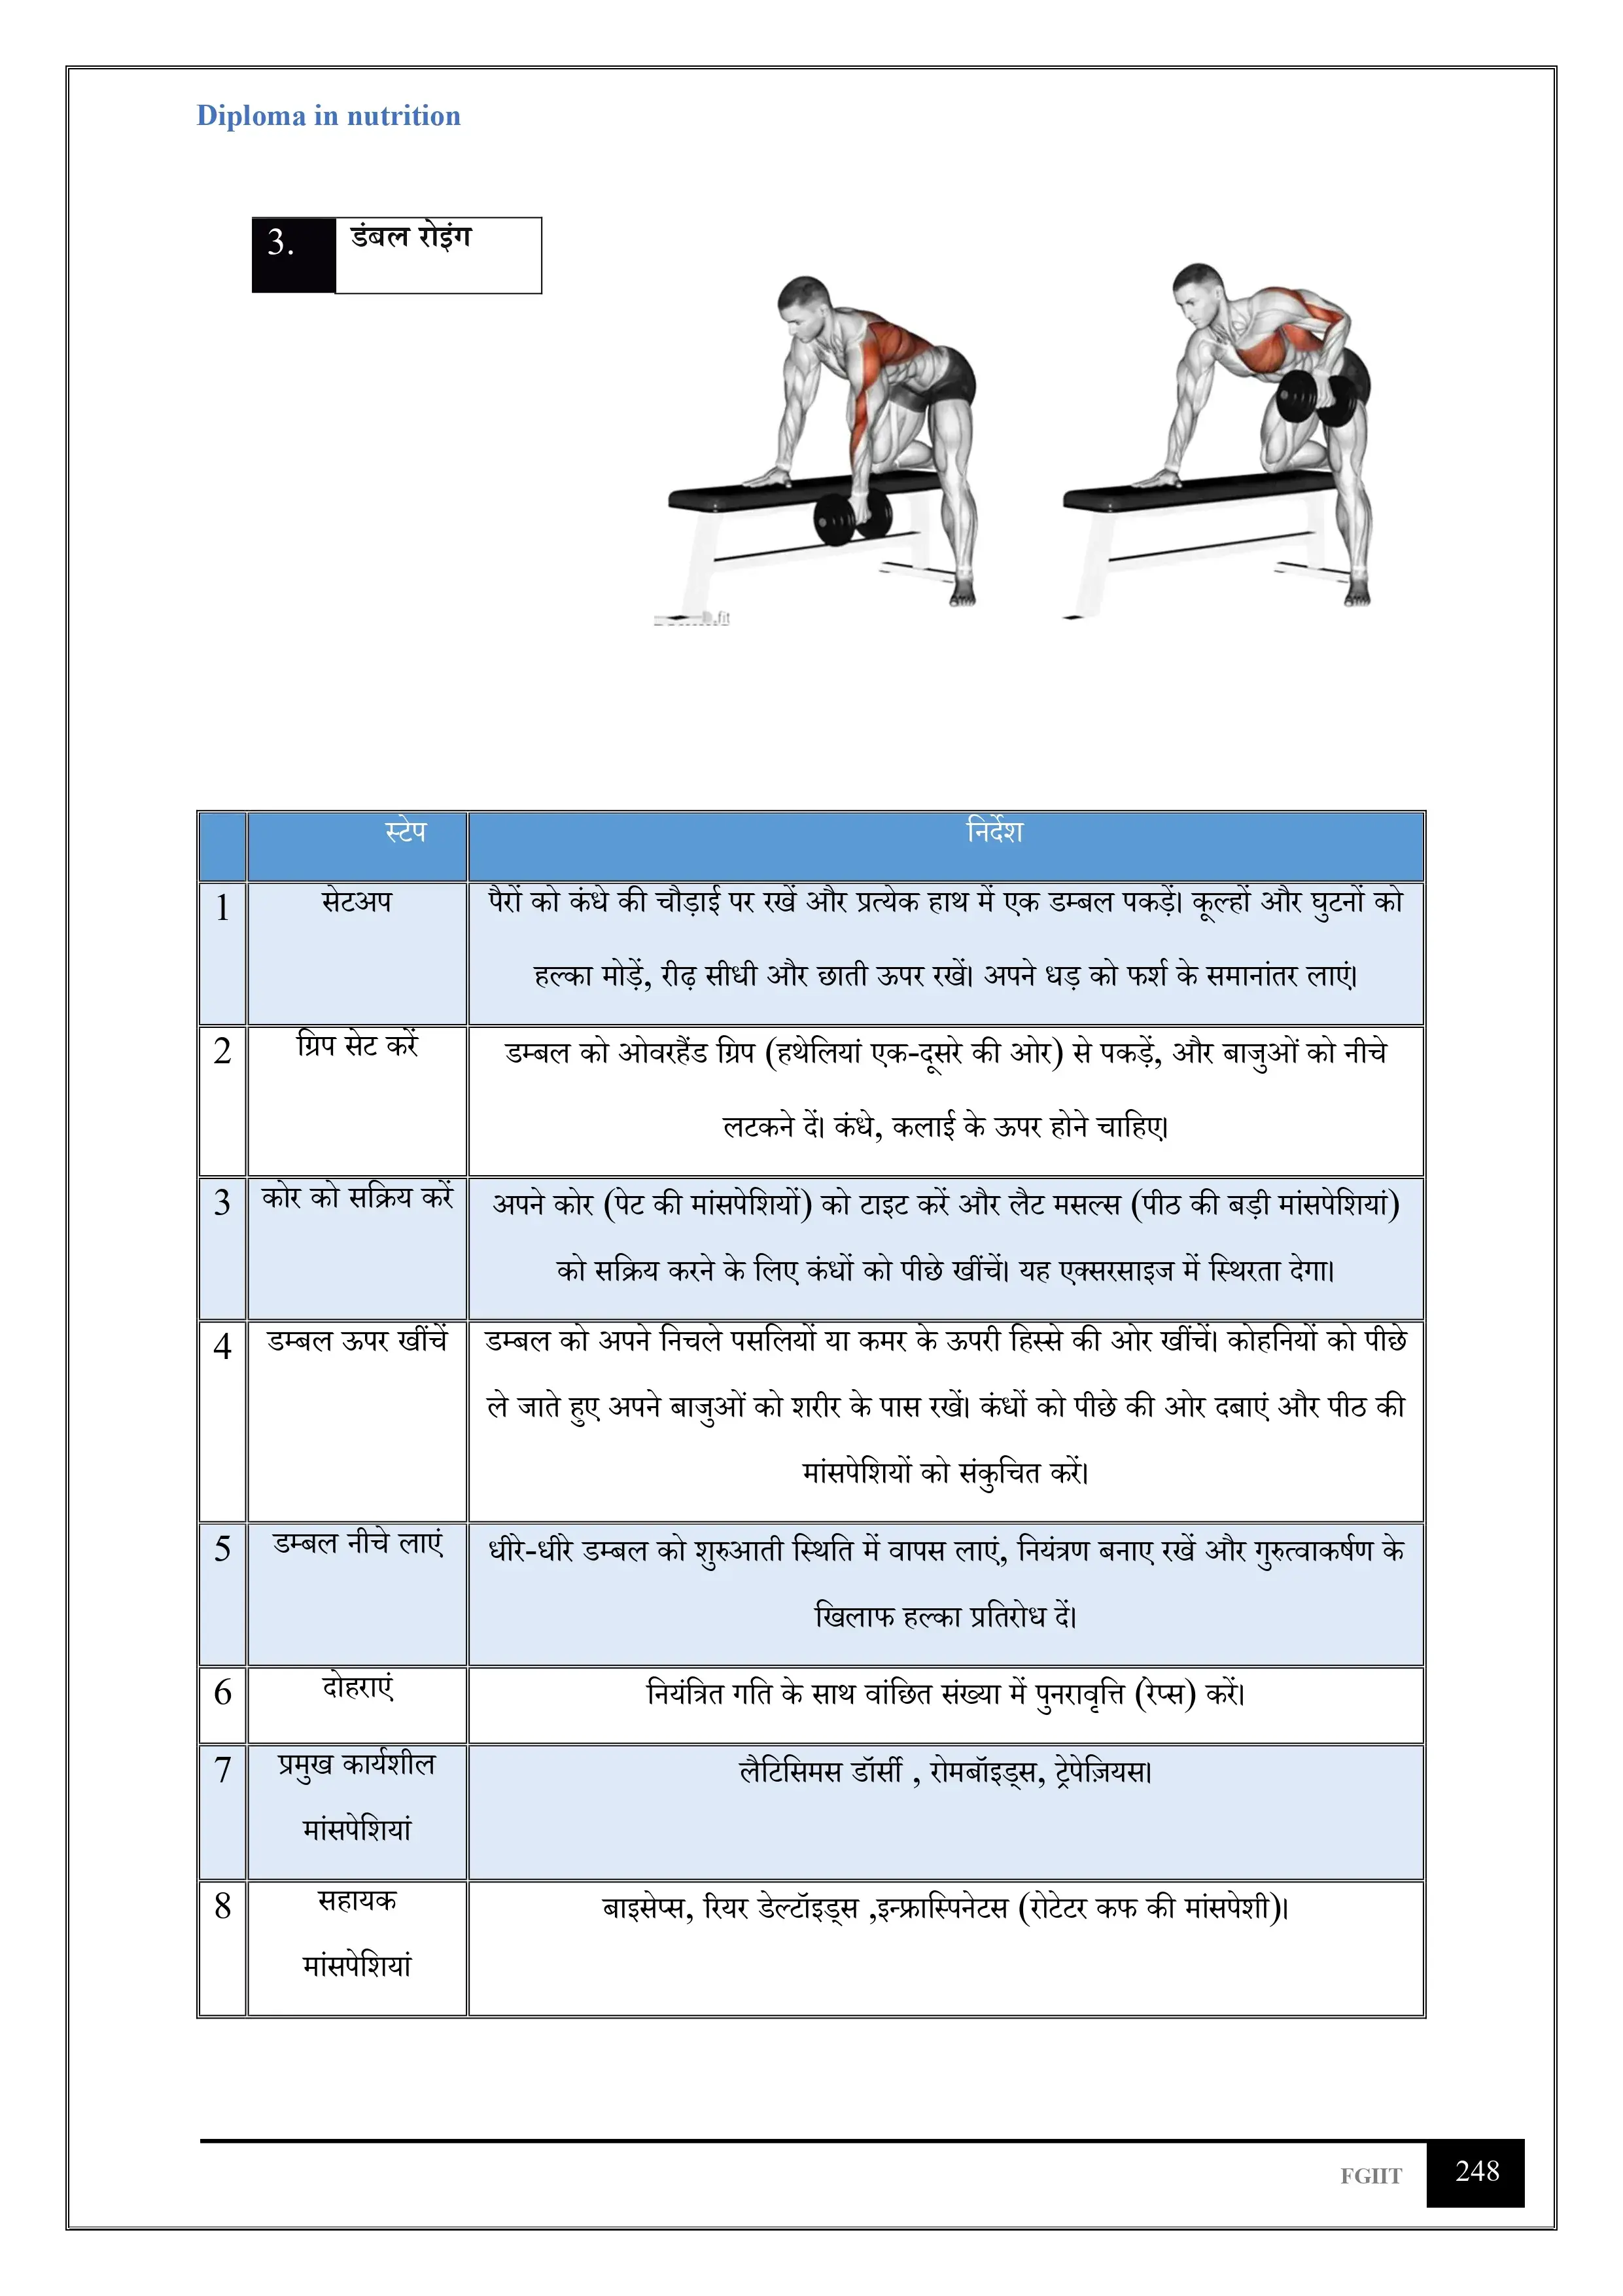 Diploma in nutrition
3. डंबल रोइंग
D.fit
स्टेप निर्देश
1 सेटअप पैरों को कंधे की चौड़ाई पर रखें और प्रत्येक हाथ में एक डम्बल पकड़ें। कूल्हों और घुटनों को
हल्का मोड़ें, रीढ़ सीधी और छाती ऊपर रखें। अपने धड़ को फर्श के समानांतर लाएं।
2 ग्रिप सेट करें डम्बल को ओवरहैंड ग्रिप (हथेलियां एक-दूसरे की ओर) से पकड़ें, और बाजुओं को नीचे
लटकने दें। कंधे, कलाई के ऊपर होने चाहिए।
3 कोर को सक्रिय करें अपने कोर (पेट की मांसपेशियों) को टाइट करें और लैट मसल्स (पीठ की बड़ी मांसपेशियां)
को सक्रिय करने के लिए कंधों को पीछे खींचें। यह एक्सरसाइज में स्थिरता देगा।
4 डम्बल ऊपर खींचें डम्बल को अपने निचले पसलियों या कमर के ऊपरी हिस्से की ओर खींचें। कोहनियों को पीछे
ले जाते हुए अपने बाजुओं को शरीर के पास रखें। कंधों को पीछे की ओर दबाएं और पीठ की
मांसपेशियों को संकुचित करें।
5 डम्बल नीचे लाएं धीरे-धीरे डम्बल को शुरुआती स्थिति में वापस लाएं, नियंत्रण बनाए रखें और गुरुत्वाकर्षण के
खिलाफ हल्का प्रतिरोध दें।
6 दोहराएं नियंत्रित गति के साथ वांछित संख्या में पुनरावृत्ति (रेप्स) करें।
7 प्रमुख कार्यशील लैटिसिमस डॉर्सी , रोमबॉइड्स, ट्रेपेज़ियस।
मांसपेशियां
8 सहायक बाइसेप्स, रियर डेल्टॉइड्स ,इन्फ्रास्पिनेटस (रोटेटर कफ की मांसपेशी)।
मांसपेशियां
FGIIT 248